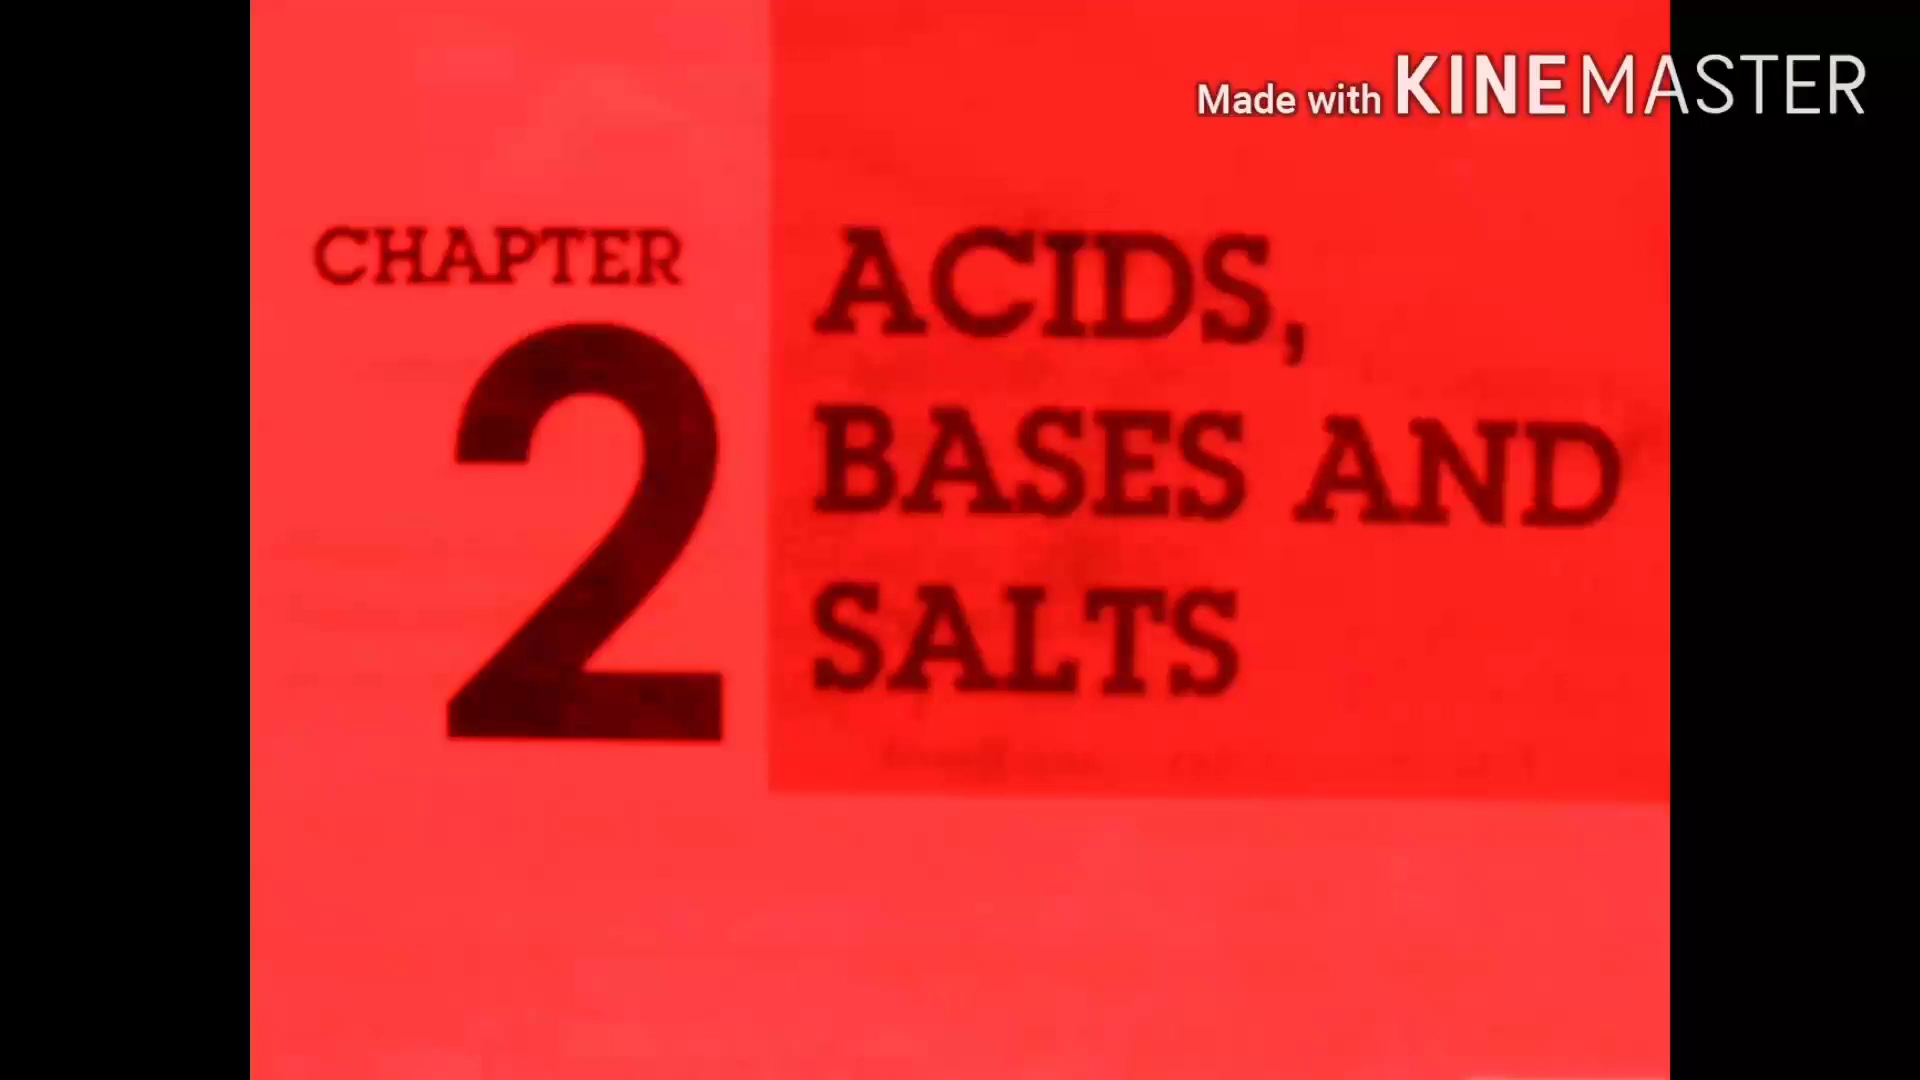 Made with KINEMASTER
CHAPTER
2
ACIDS,
BASES AND
SALTS